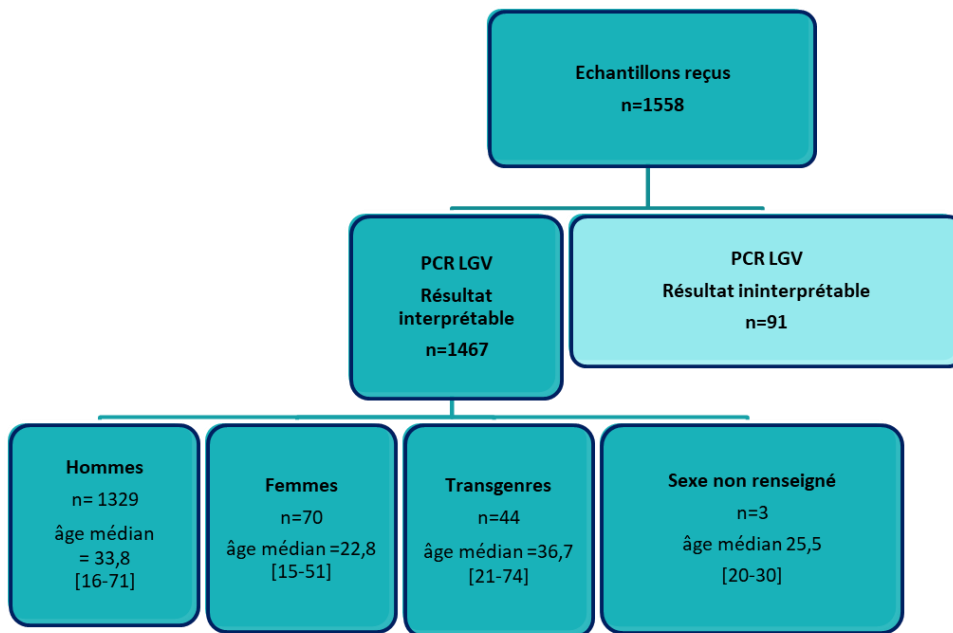 Echantillons reçus
n=1558
PCR LGV
Résultat
interprétable
n=1467
PCR LGV
Résultat ininterprétable
n=91
Hommes
n= 1329
âge médian
= 33,8
[16-71]
Femmes
n=70
âge médian =22,8
[15-51]
Transgenres
n=44
âge médian =36,7
[21-74]
Sexe non renseigné
n=3
âge médian 25,5
[20-30]